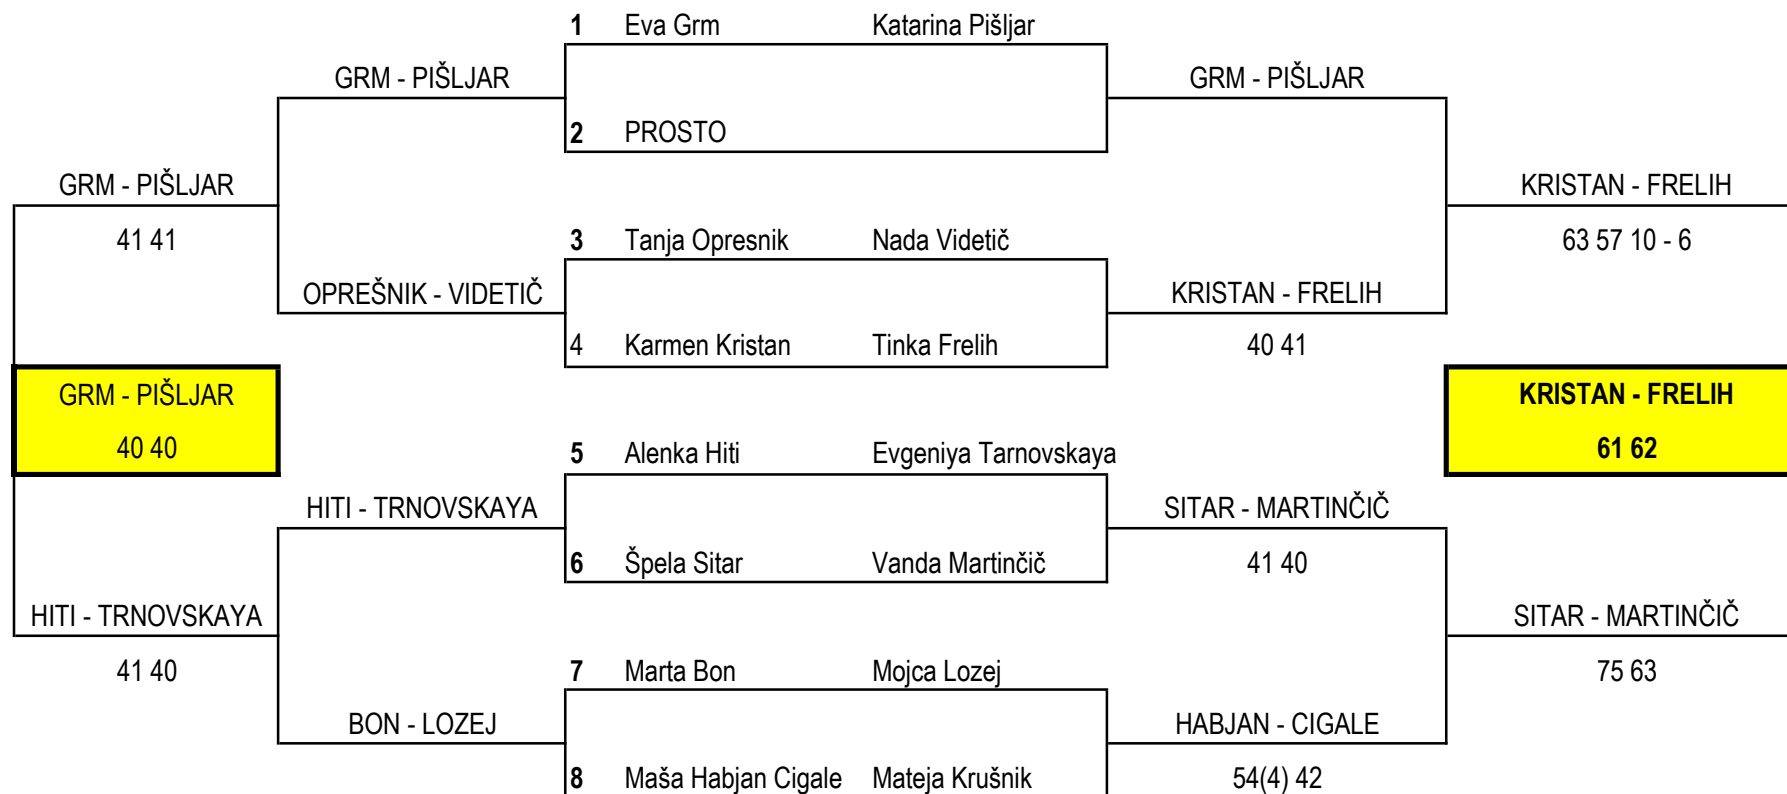 1 Eva Grm Katarina Pišljar
GRM - PIŠLJAR GRM - PIŠLJAR
2 PROSTO
GRM - PIŠLJAR KRISTAN - FRELIH
41 41 3 Tanja Opresnik Nada Videtič 63 57 10 - 6
OPREŠNIK - VIDETIČ KRISTAN - FRELIH
4 Karmen Kristan Tinka Frelih 40 41
GRM - PIŠLJAR KRISTAN - FRELIH
40 40 5 Alenka Hiti Evgeniya Tarnovskaya 61 62
HITI - TRNOVSKAYA SITAR - MARTINČIČ
6 Špela Sitar Vanda Martinčič 41 40
HITI - TRNOVSKAYA SITAR - MARTINČIČ
41 40 7 Marta Bon Mojca Lozej 75 63
BON - LOZEJ HABJAN - CIGALE
8 Maša Habjan Cigale Mateja Krušnik 54(4) 42